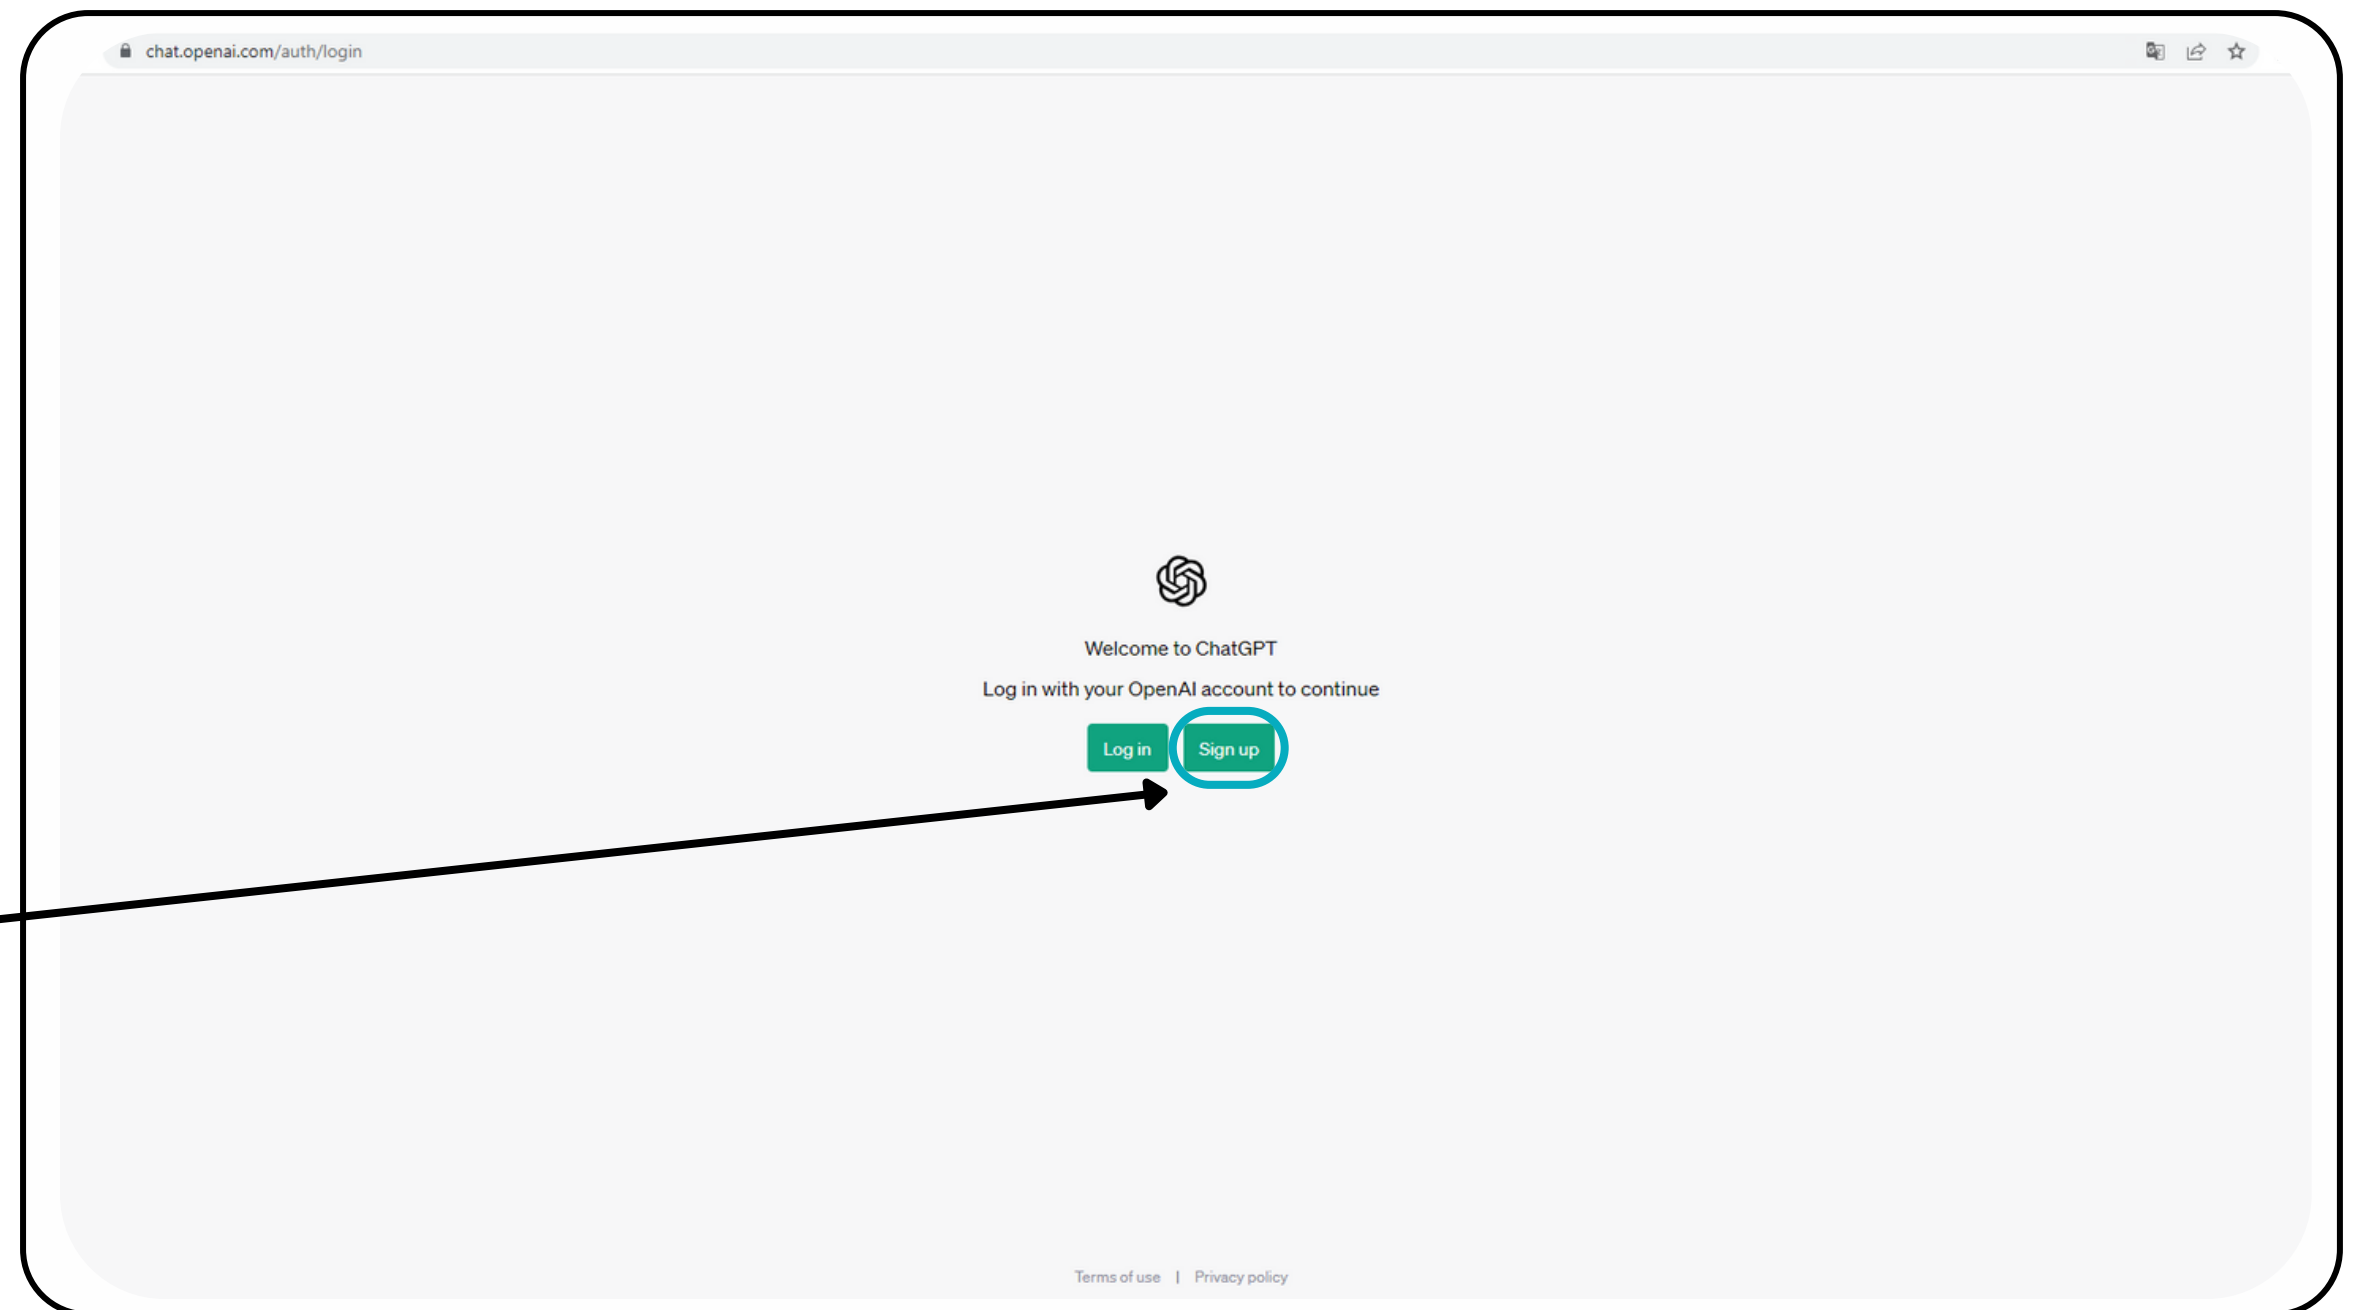 chat.openai.com/auth/login
Welcome to ChatGPT
Log in with your OpenAI account to continue
Log in Sign up
Terms of use | Privacy policy